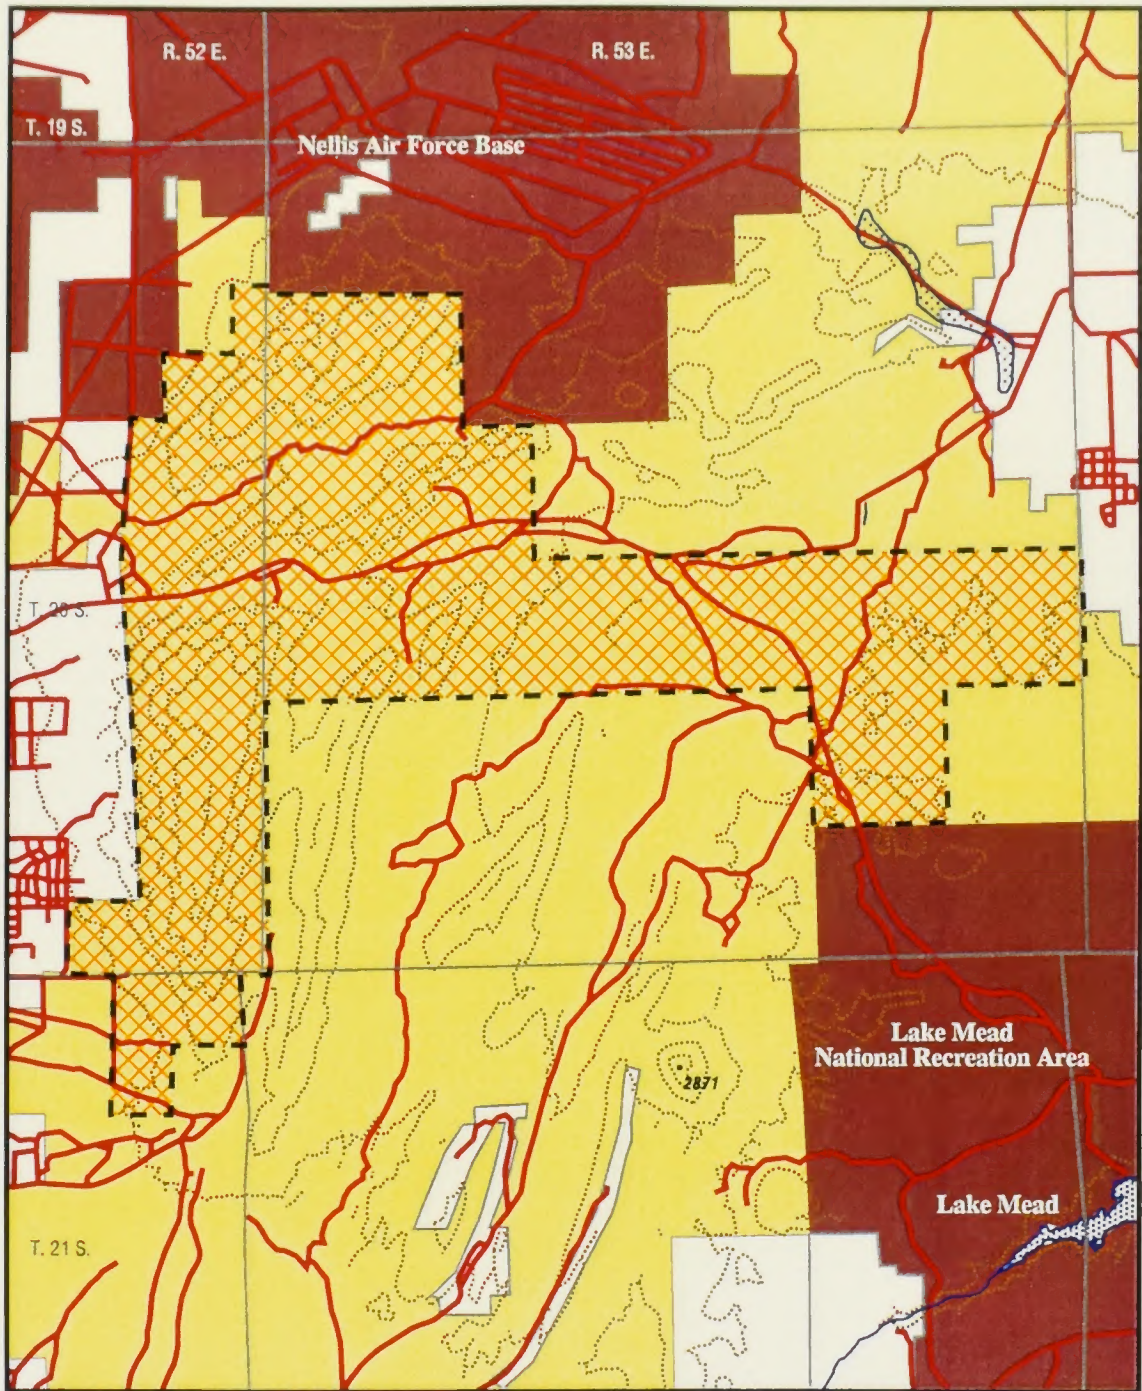 R. 52 E.
R. 53 E.
T. 19 S.
Nellis Air Force Base
T. 20 S.
Lake Mead
National Recreation Area
2871
Lake Mead
T. 21 S.